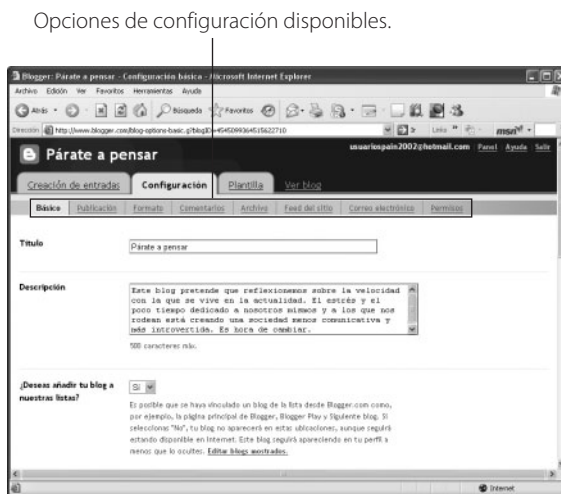 Opciones de configuración disponibles.
Blogger: Párate a pensar - Configuración básica - Microsoft Internet Explorer
Archivo Edición Ver Favoritos Herramientas Ayuda
Atrás Búsqueda Favoritos
Dirección http://www.blogger.com/blog-options-basic.g?blogID=4545099364515622710 Ir Links msn
usuariospain2002@hotmail.com Panel Ayuda Salir
Párate a pensar
Creación de entradas Configuración Plantilla Ver blog
Básico Publicación Formato Comentarios Archivo Feed del sitio Correo electrónico Permisos
Título Párate a pensar
Descripción Este blog pretende que reflexionemos sobre la velocidad
con la que se vive en la actualidad. El estrés y el
poco tiempo dedicado a nosotros mismos y a los que nos
rodean está creando una sociedad menos comunicativa y
más introvertida. Es hora de cambiar.
500 caracteres máx.
¿Deseas añadir tu blog a
nuestras listas?
Sí
Es posible que se haya vinculado un blog de la lista desde Blogger.com como,
por ejemplo, la página principal de Blogger, Blogger Play y Siguiente blog. Si
seleccionas "No", tu blog no aparecerá en estas ubicaciones, aunque seguirá
estando disponible en Internet. Este blog seguirá apareciendo en tu perfil a
menos que lo ocultes. Editar blogs mostrados.
Internet